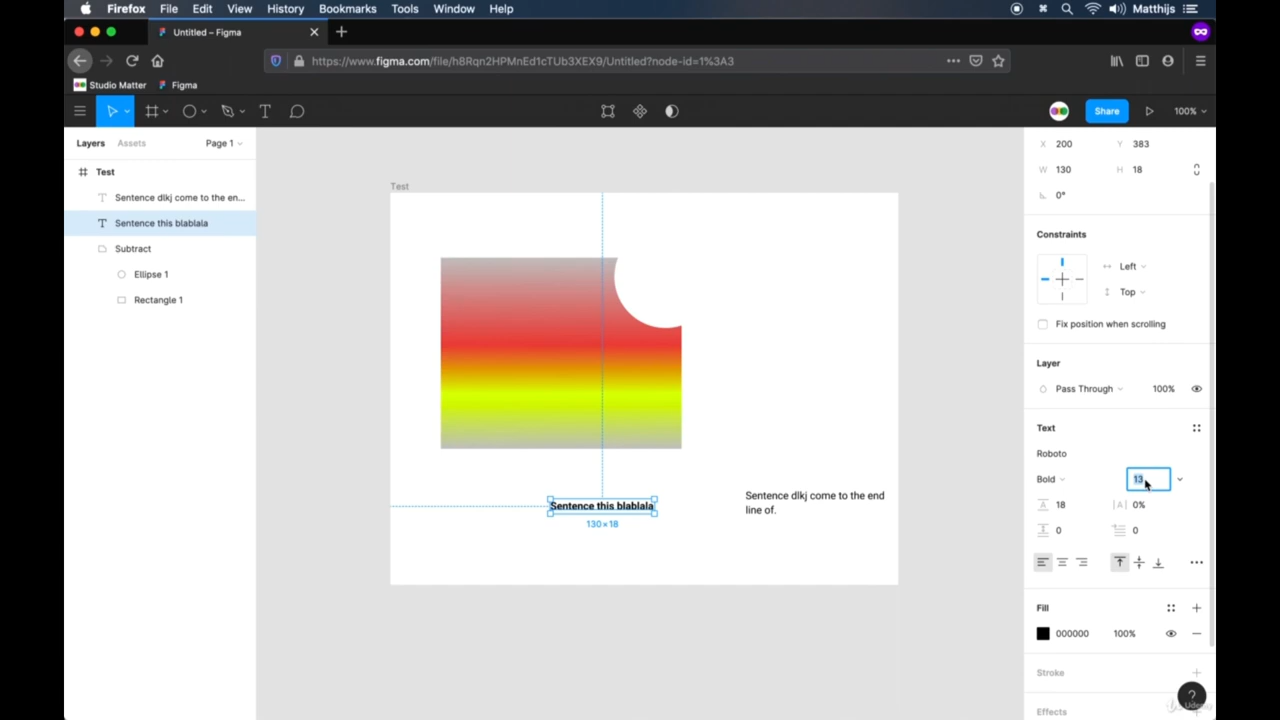 Firefox File Edit View History Bookmarks Tools Window Help Matthijs
Untitled – Figma
https://www.figma.com/file/h8Rqn2HPMnEd1cTUb3XEX9/Untitled?node-id=1%3A3
Studio Matter Figma
Share 100%
Layers Assets Page 1
Test
Sentence dlkj come to the en...
Sentence this blablala
Subtract
Ellipse 1
Rectangle 1
Test
Sentence this blablala
130 × 18
Sentence dlkj come to the end
line of.
X 200 Y 383
W 130 H 18
0°
Constraints
Left
Top
Fix position when scrolling
Layer
Pass Through 100%
Text
Roboto
Bold 13
18 |A| 0%
0 0
Fill
000000 100%
Stroke
Effects
?
Udemy